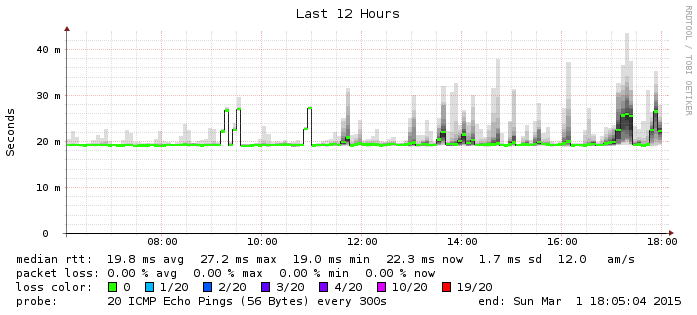 Last 12 Hours
RRDTOOL / TOBI OETIKER
Seconds
40 m
30 m
20 m
10 m
0
08:00 10:00 12:00 14:00 16:00 18:00
median rtt: 19.8 ms avg 27.2 ms max 19.0 ms min 22.3 ms now 1.7 ms sd 12.0 am/s
packet loss: 0.00 % avg 0.00 % max 0.00 % min 0.00 % now
loss color: 0 1/20 2/20 3/20 4/20 10/20 19/20
probe: 20 ICMP Echo Pings (56 Bytes) every 300s end: Sun Mar 1 18:05:04 2015